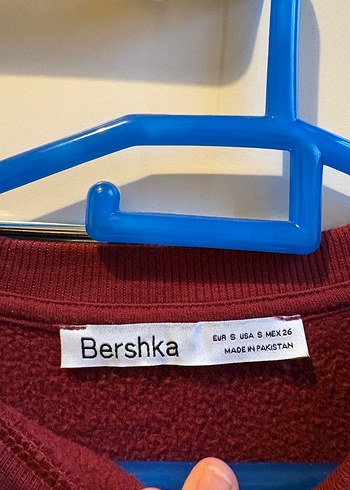 Bershka
EUR S USA S MEX 26
MADE IN PAKISTAN